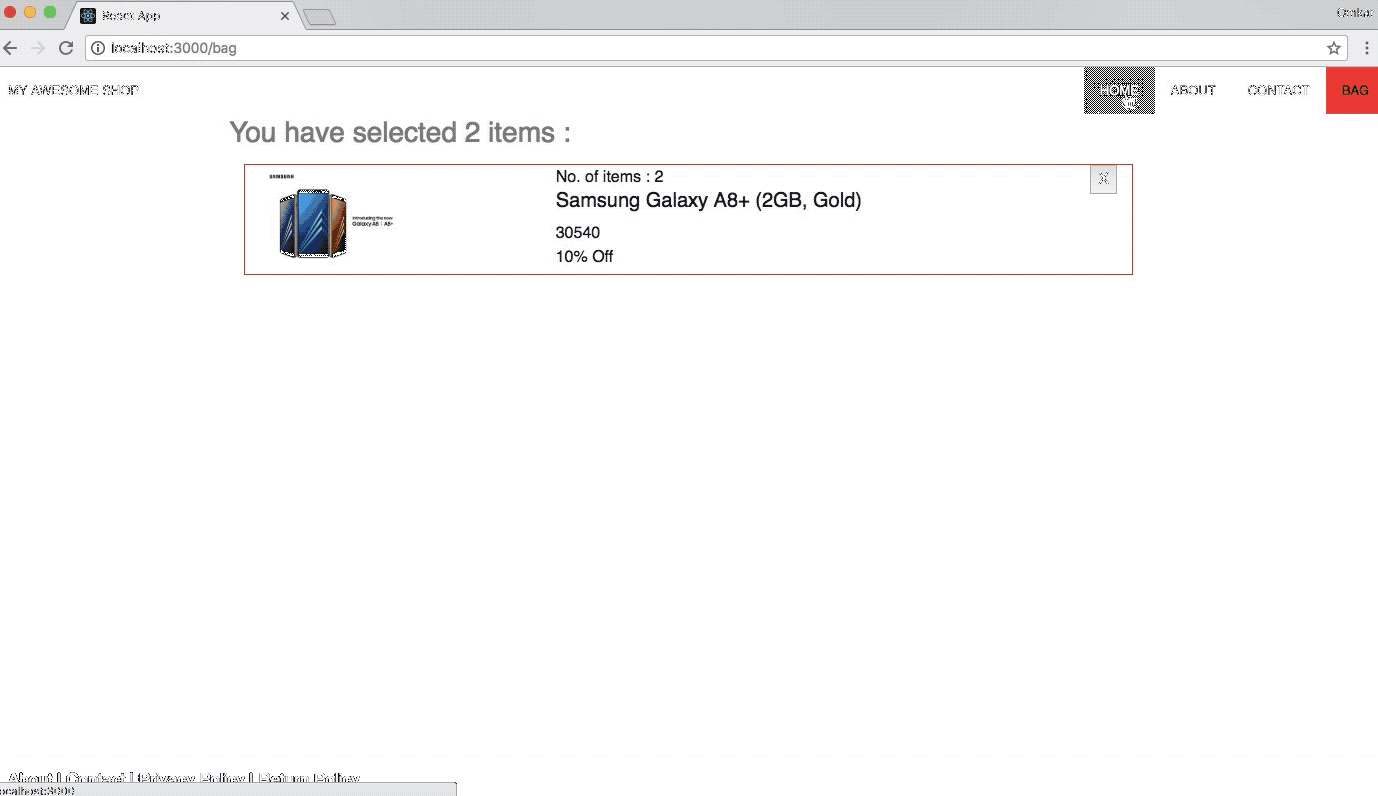 React App
localhost:3000/bag
MY AWESOME SHOP
HOME
ABOUT
CONTACT
BAG
You have selected 2 items :
SAMSUNG
Introducing the new
Galaxy A8 | A8+
No. of items : 2
X
Samsung Galaxy A8+ (2GB, Gold)
30540
10% Off
About | Contact | Privacy Policy | Return Policy
localhost:3000